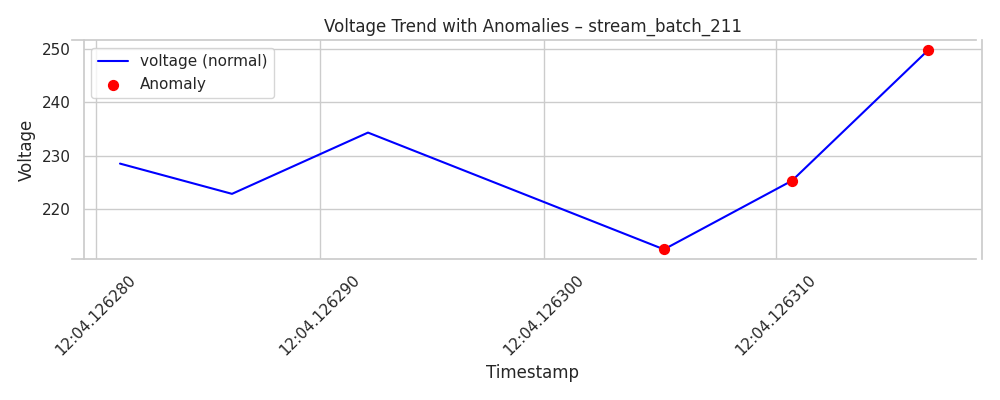 Voltage Trend with Anomalies – stream_batch_211
voltage (normal)
Anomaly
Voltage
250
240
230
220
12:04.126280
12:04.126290
12:04.126300
12:04.126310
Timestamp